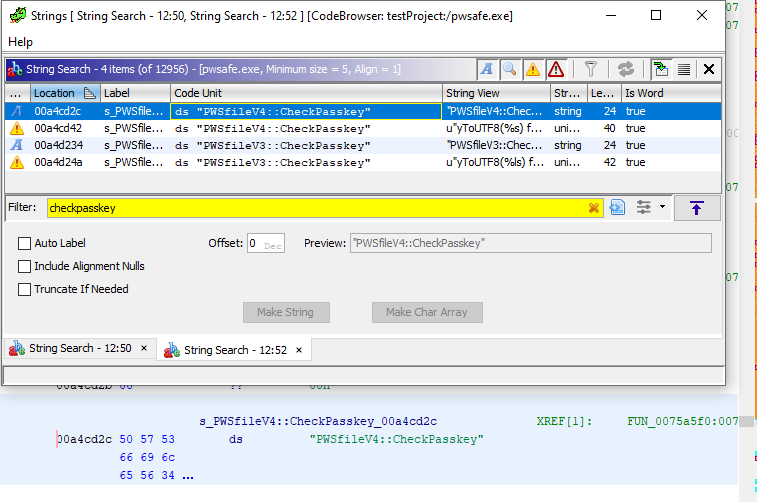 Strings [ String Search - 12:50, String Search - 12:52 ] [CodeBrowser: testProject:/pwsafe.exe]
Help
String Search - 4 items (of 12956) - [pwsafe.exe, Minimum size = 5, Align = 1]
... Location Label Code Unit String View Str... Le... Is Word
00a4cd2c s_PWSfile... ds "PWSfileV4::CheckPasskey" "PWSfileV4::Ch... string 24 true
00a4cd42 s_PWSfile... ds "PWSfileV4::CheckPasskey" u"yToUTF8(%s) f... uni... 40 true
00a4d234 s_PWSfile... ds "PWSfileV3::CheckPasskey" "PWSfileV3::Ch... string 24 true
00a4d24a s_PWSfile... ds "PWSfileV3::CheckPasskey" u"yToUTF8(%ls) f... uni... 42 true
Filter: checkpasskey
Auto Label Offset: 0 Dec Preview: "PWSfileV4::CheckPasskey"
Include Alignment Nulls
Truncate If Needed
Make String Make Char Array
String Search - 12:50 × String Search - 12:52 ×
00a4cd2b 00 ?? 00h
s_PWSfileV4::CheckPasskey_00a4cd2c XREF[1]: FUN_0075a5f0:007
00a4cd2c 50 57 53 ds "PWSfileV4::CheckPasskey"
66 69 6c
65 56 34 ...